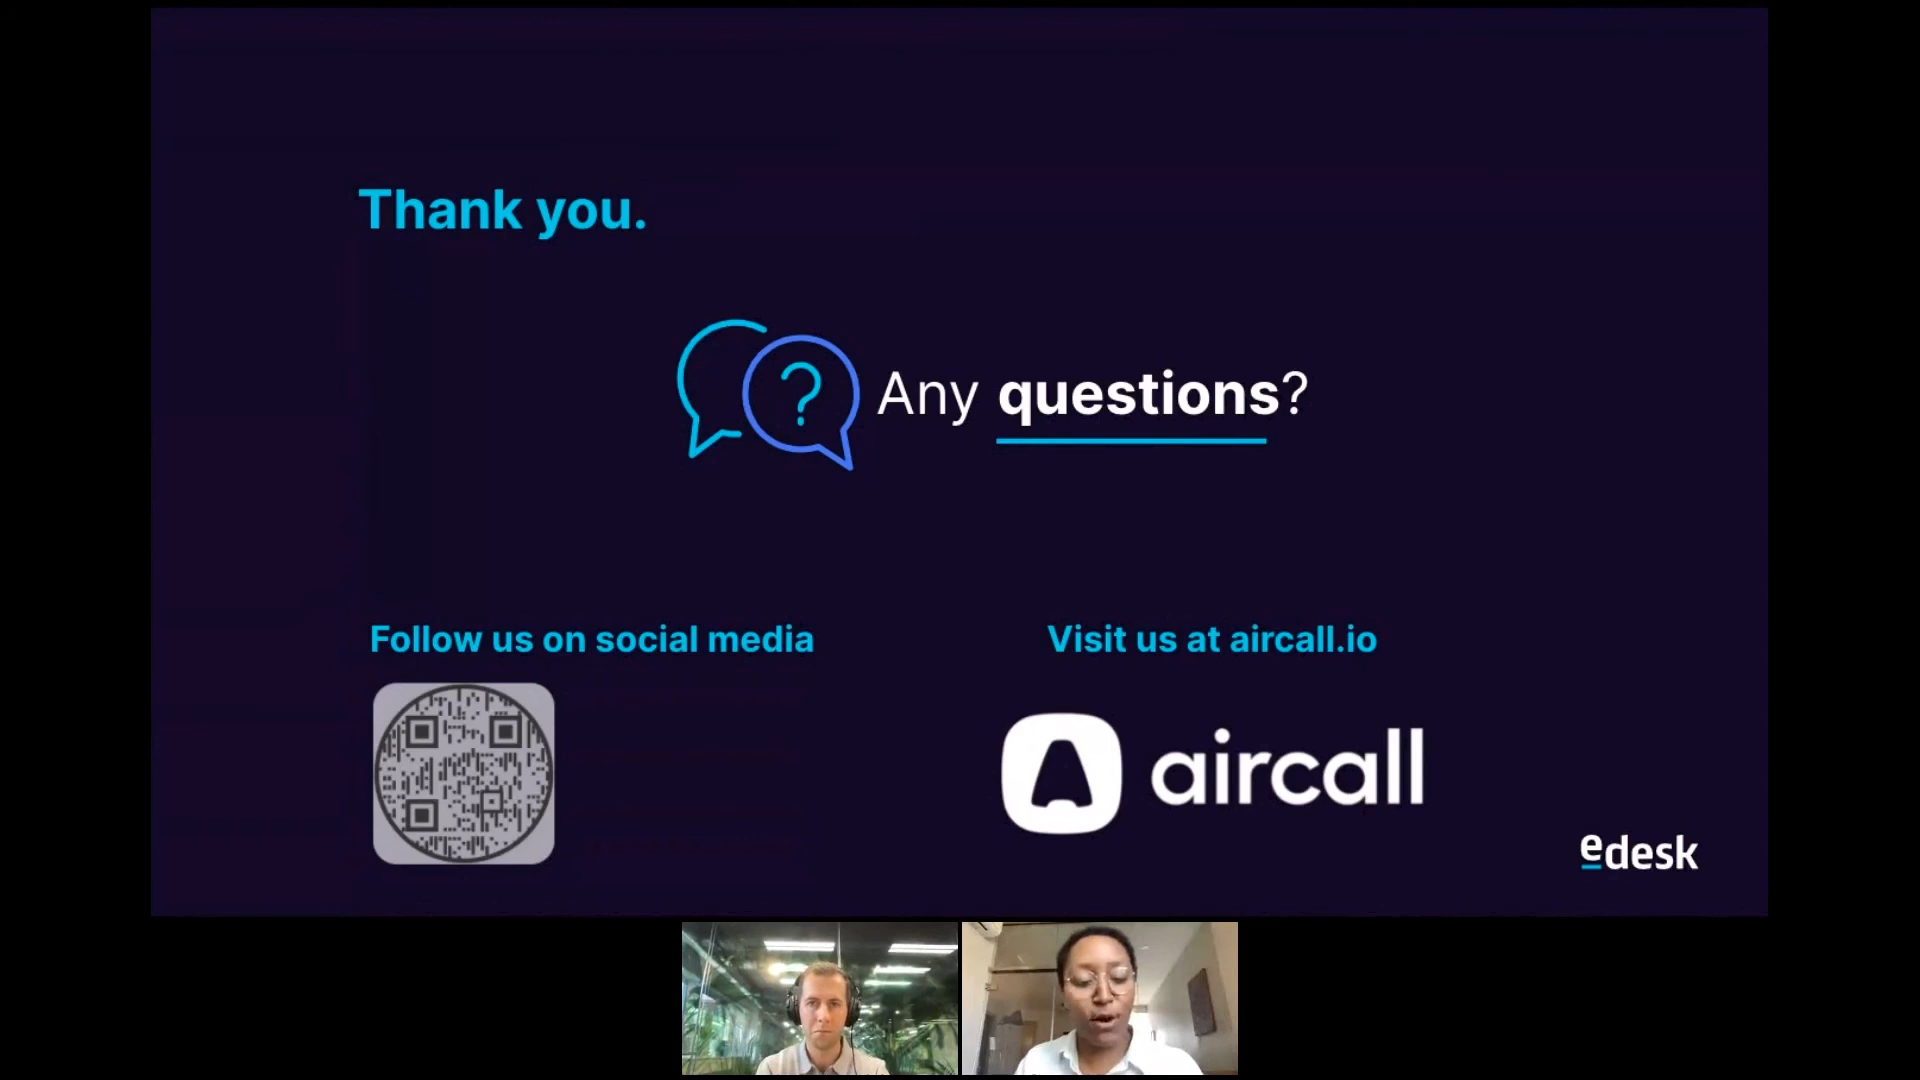 Thank you.
?
Any questions?
Follow us on social media
Visit us at aircall.io
aircall
edesk